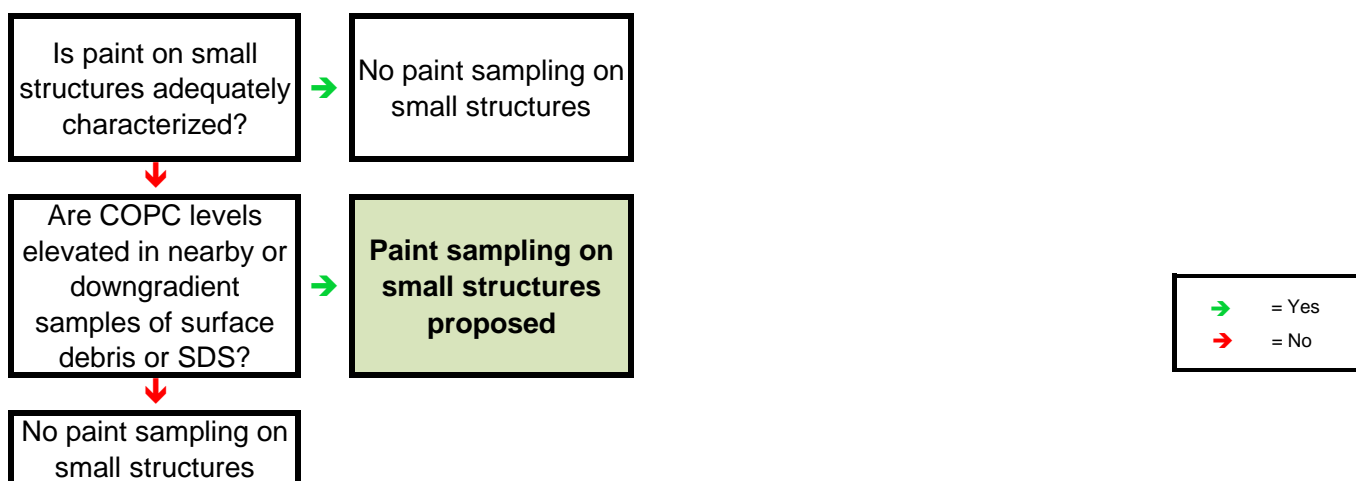 Is paint on small
structures adequately
characterized?
No paint sampling on
small structures
Are COPC levels
elevated in nearby or
downgradient
samples of surface
debris or SDS?
Paint sampling on
small structures
proposed
No paint sampling on
small structures
= Yes
= No